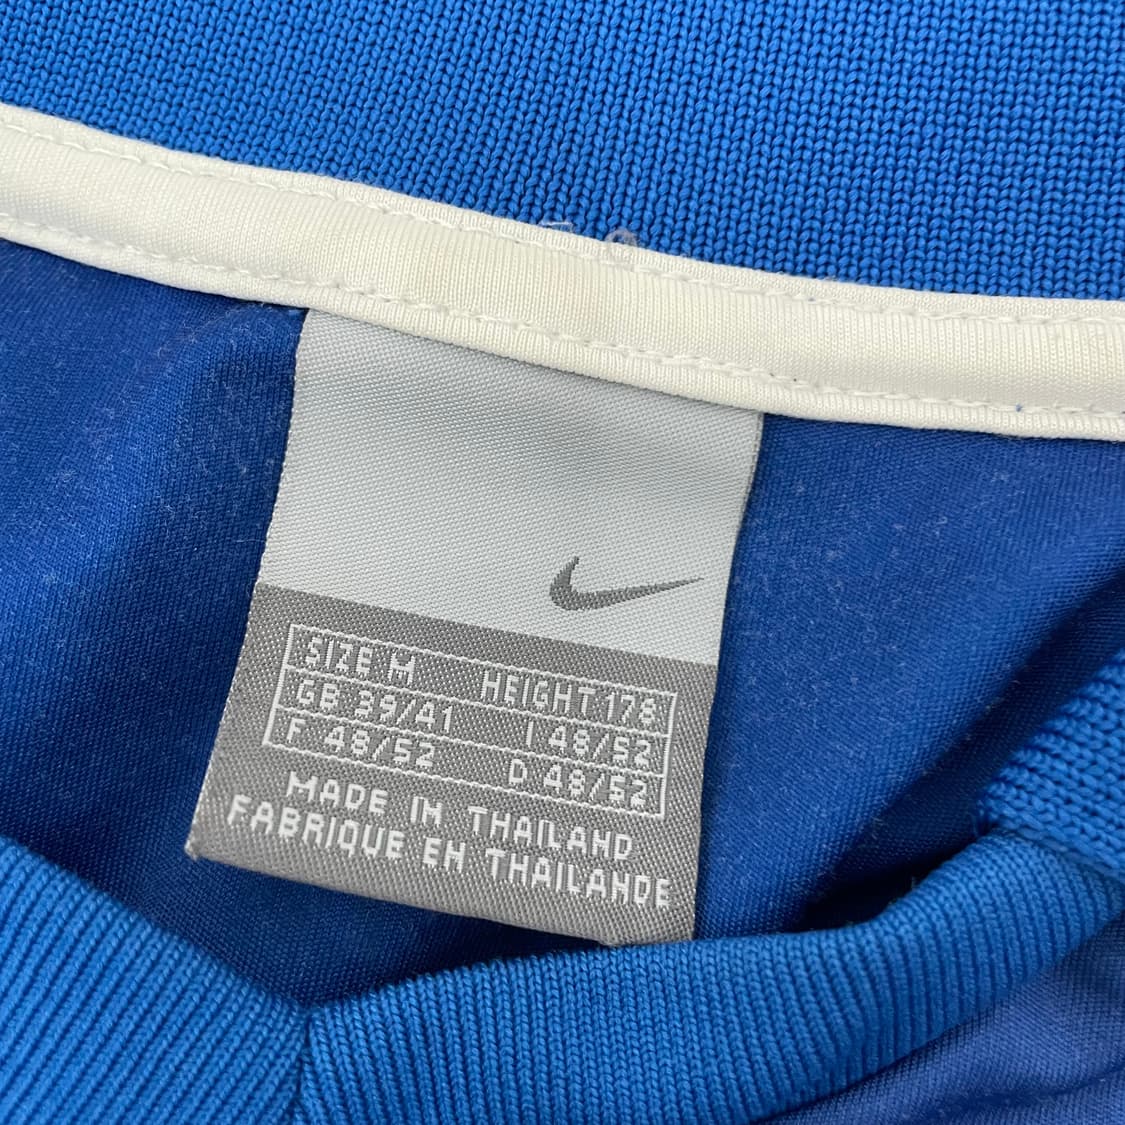 SIZE M HEIGHT 178
GB 39/41 I 48/52
F 48/52 D 48/52
MADE IN THAILAND
FABRIQUE EN THAILANDE